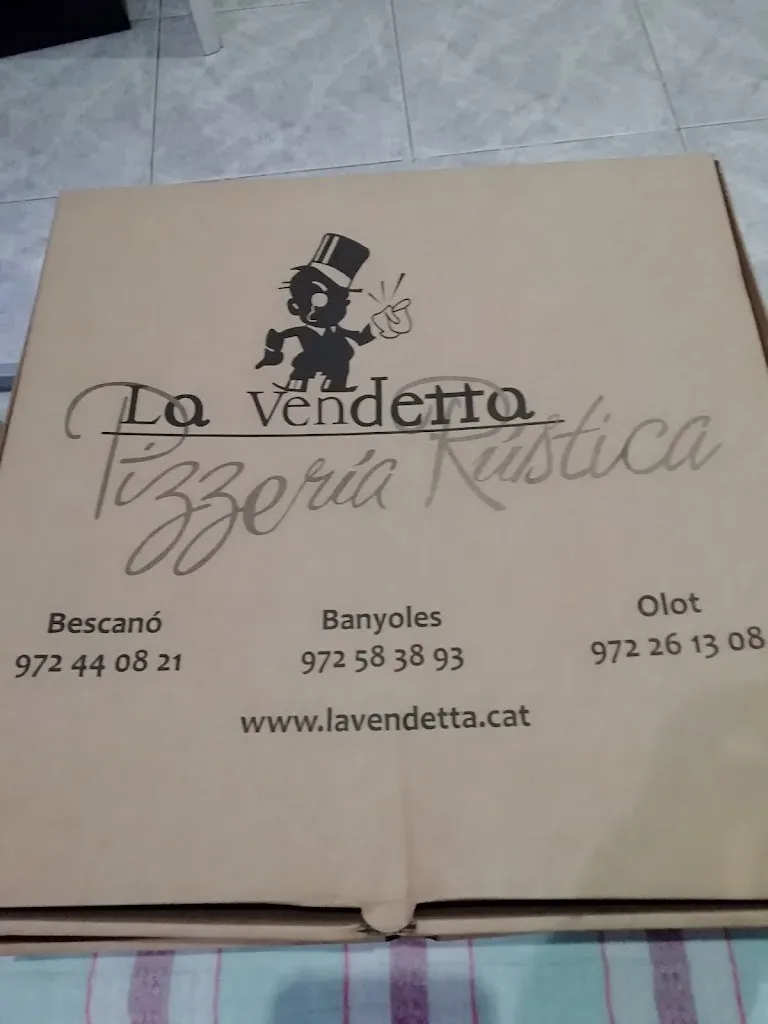 La Vendetta
Pizzería Rústica
Bescanó Banyoles Olot
972 44 08 21 972 58 38 93 972 26 13 08
www.lavendetta.cat